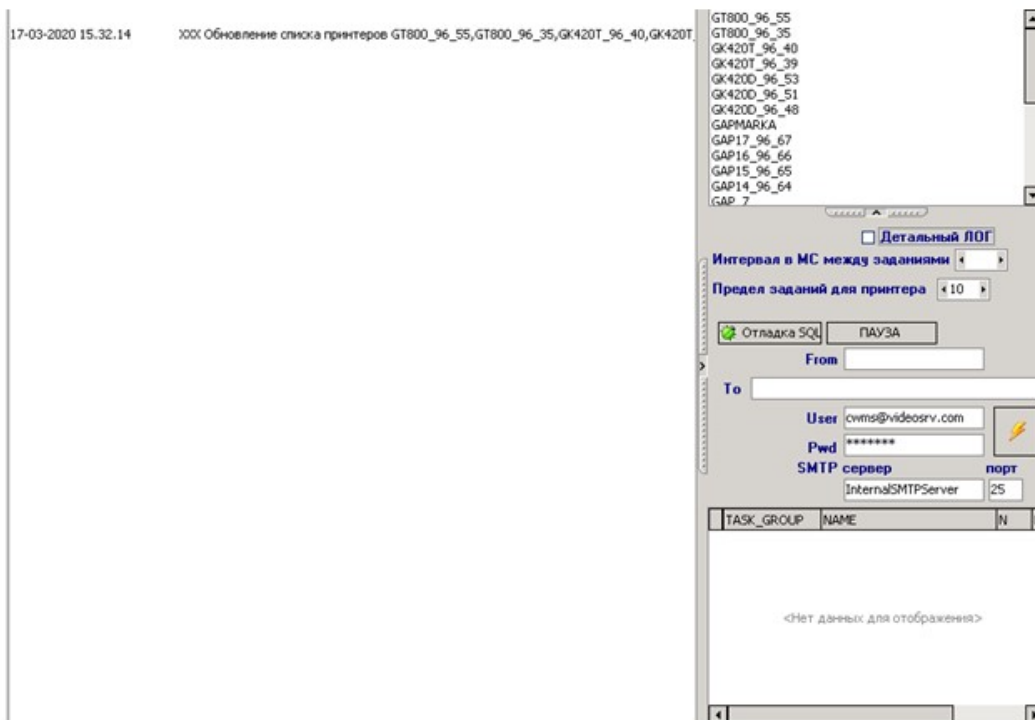 17-03-2020 15.32.14 XXX Обновление списка принтеров GT800_96_55,GT800_96_35,GK420T_96_40,GK420T_
GT800_96_55
GT800_96_35
GK420T_96_40
GK420T_96_39
GK420D_96_53
GK420D_96_51
GK420D_96_48
GAPMARKA
GAP17_96_67
GAP16_96_66
GAP15_96_65
GAP14_96_64
GAP_7
Детальный ЛОГ
Интервал в МС между заданиями
Предел заданий для принтера 10
Отладка SQL ПАУЗА
From
To
User cwms@videosrv.com
Pwd *******
SMTP сервер порт
InternalSMTPServer 25
TASK_GROUP NAME N
<Нет данных для отображения>